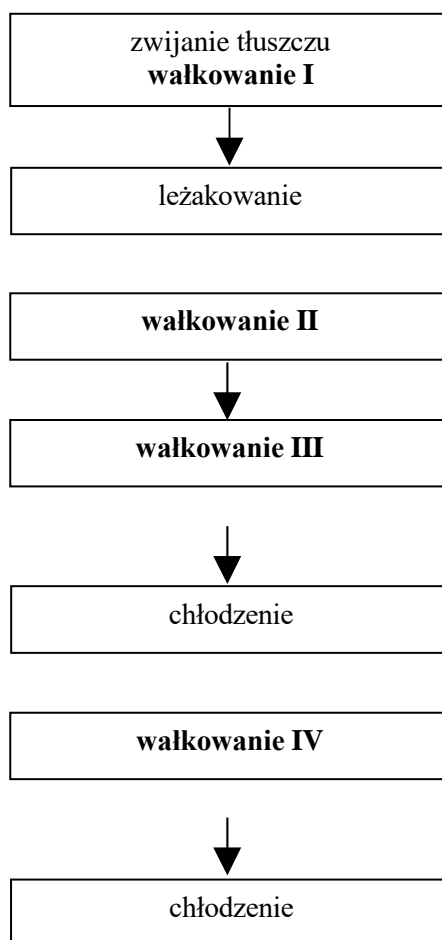 zwijanie tłuszczu
wałkowanie I
leżakowanie
wałkowanie II
wałkowanie III
chłodzenie
wałkowanie IV
chłodzenie